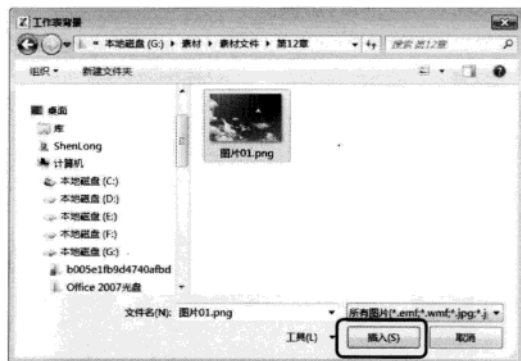 工作表背景
本地磁盘 (G:) ▸ 素材 ▸ 素材文件 ▸ 第12章
搜索 第12章
组织 新建文件夹
桌面
库
ShenLong
计算机
本地磁盘 (C:)
本地磁盘 (D:)
本地磁盘 (E:)
本地磁盘 (F:)
本地磁盘 (G:)
b005e1fb9d4740afbd
Office 2007光盘
图片01.png
文件名(N): 图片01.png 所有图片(*.emf;*.wmf;*.jpg;*.j
工具(L) 插入(S) 取消